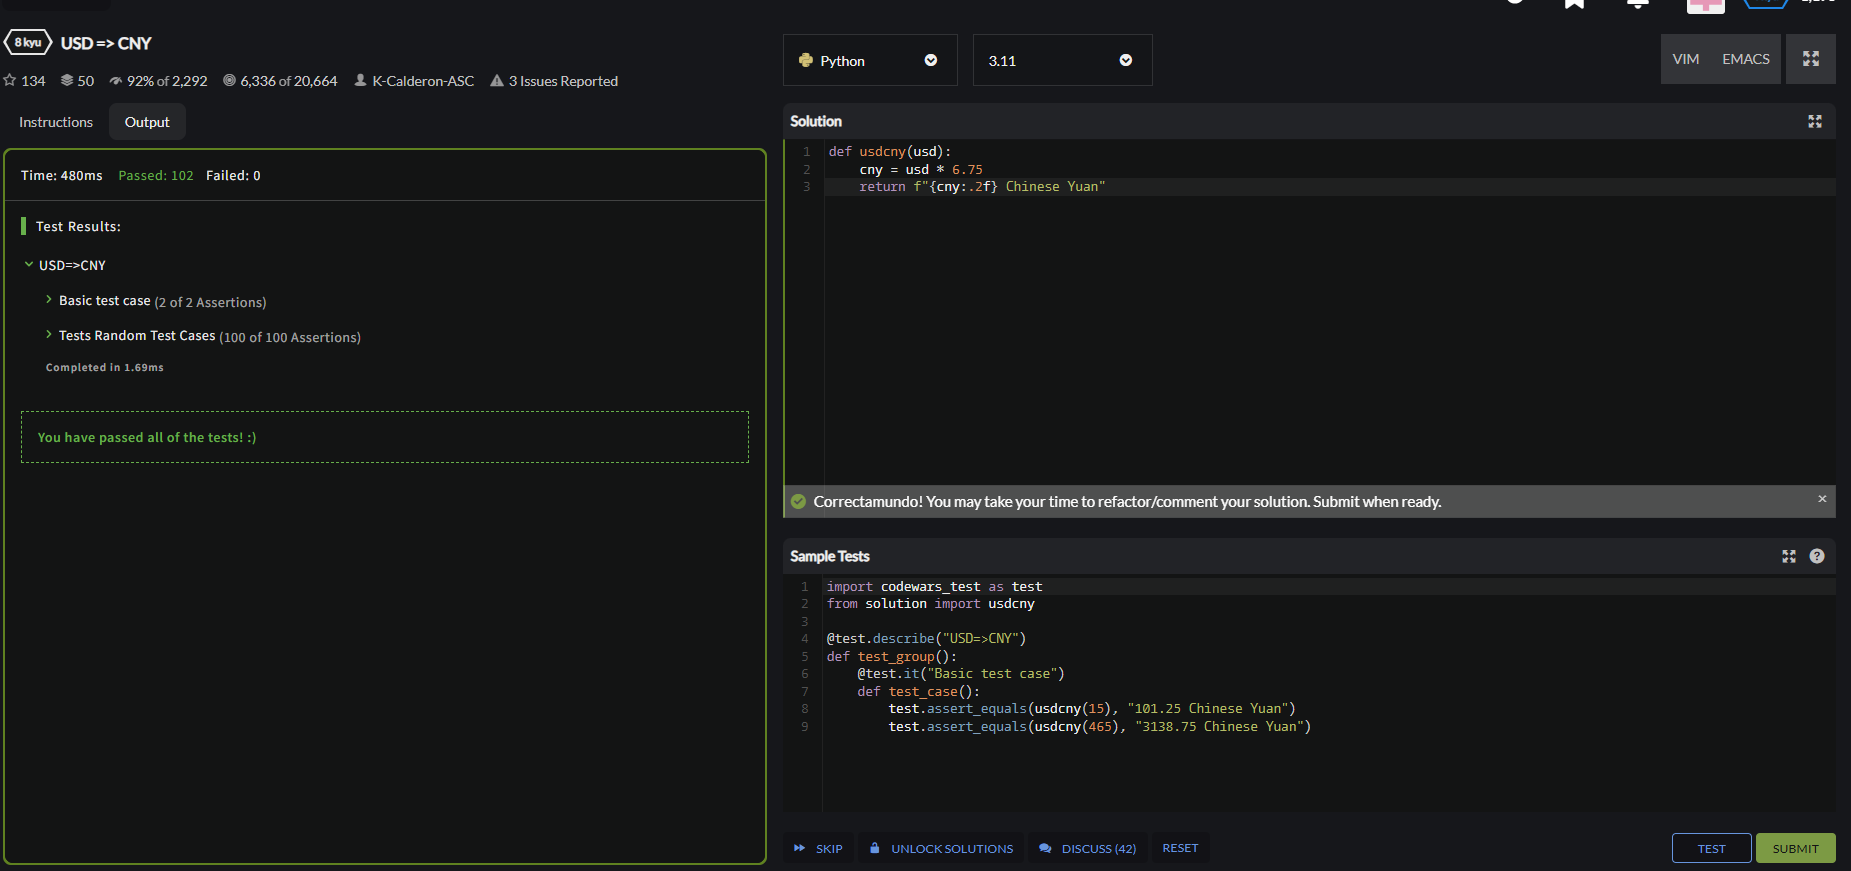 8 kyu USD => CNY
134 50 92% of 2,292 6,336 of 20,664 K-Calderon-ASC 3 Issues Reported
Instructions Output
Time: 480ms Passed: 102 Failed: 0
Test Results:
USD=>CNY
Basic test case (2 of 2 Assertions)
Tests Random Test Cases (100 of 100 Assertions)
Completed in 1.69ms
You have passed all of the tests! :)
Python 3.11 VIM EMACS
Solution
1 def usdcny(usd):
2 cny = usd * 6.75
3 return f"{cny:.2f} Chinese Yuan"
Correctamundo! You may take your time to refactor/comment your solution. Submit when ready. ×
Sample Tests
1 import codewars_test as test
2 from solution import usdcny
3
4 @test.describe("USD=>CNY")
5 def test_group():
6 @test.it("Basic test case")
7 def test_case():
8 test.assert_equals(usdcny(15), "101.25 Chinese Yuan")
9 test.assert_equals(usdcny(465), "3138.75 Chinese Yuan")
SKIP UNLOCK SOLUTIONS DISCUSS (42) RESET TEST SUBMIT